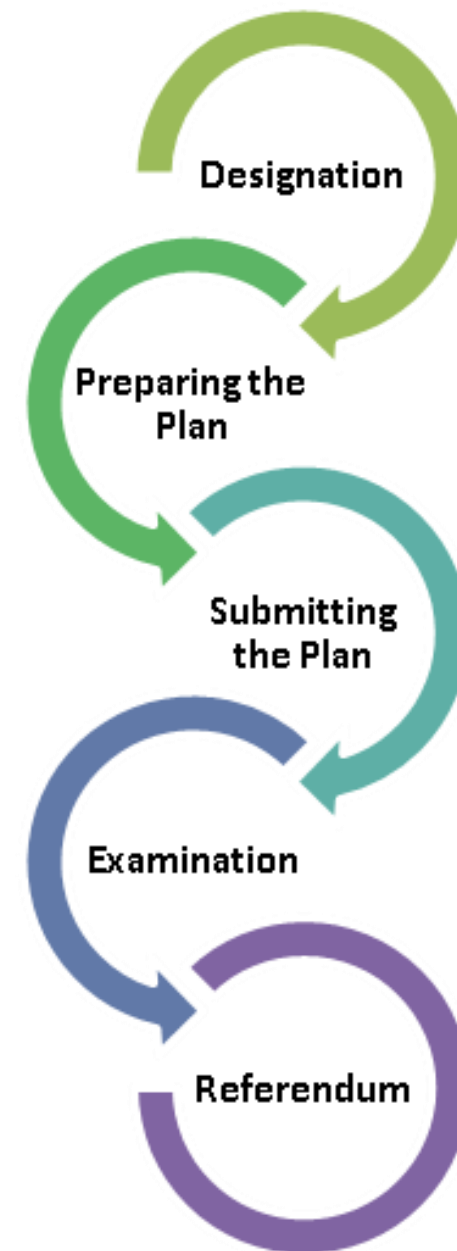 Designation
Preparing the
Plan
Submitting
the Plan
Examination
Referendum